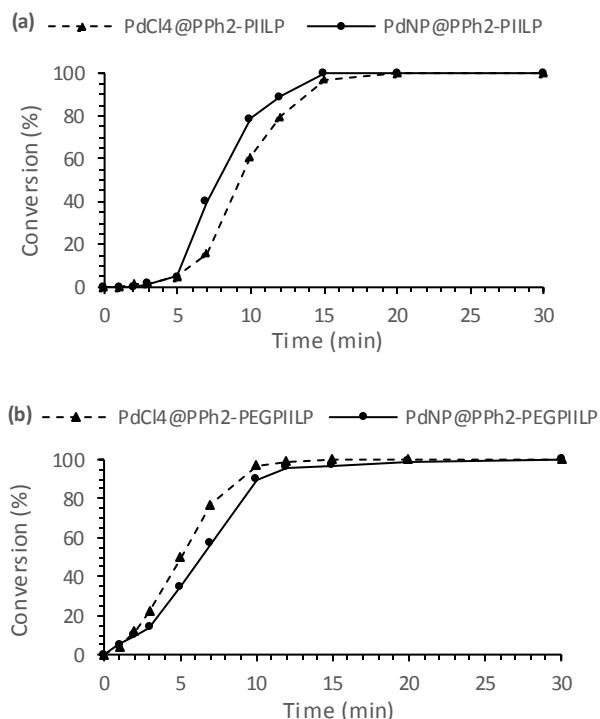 (a) PdCl4@PPh2-PIILP PdNP@PPh2-PIILP
100
80
60
40
20
0
Conversion (%)
0 5 10 15 20 25 30
Time (min)
(b) PdCl4@PPh2-PEGPIILP PdNP@PPh2-PEGPIILP
100
80
60
40
20
0
Conversion (%)
0 5 10 15 20 25 30
Time (min)